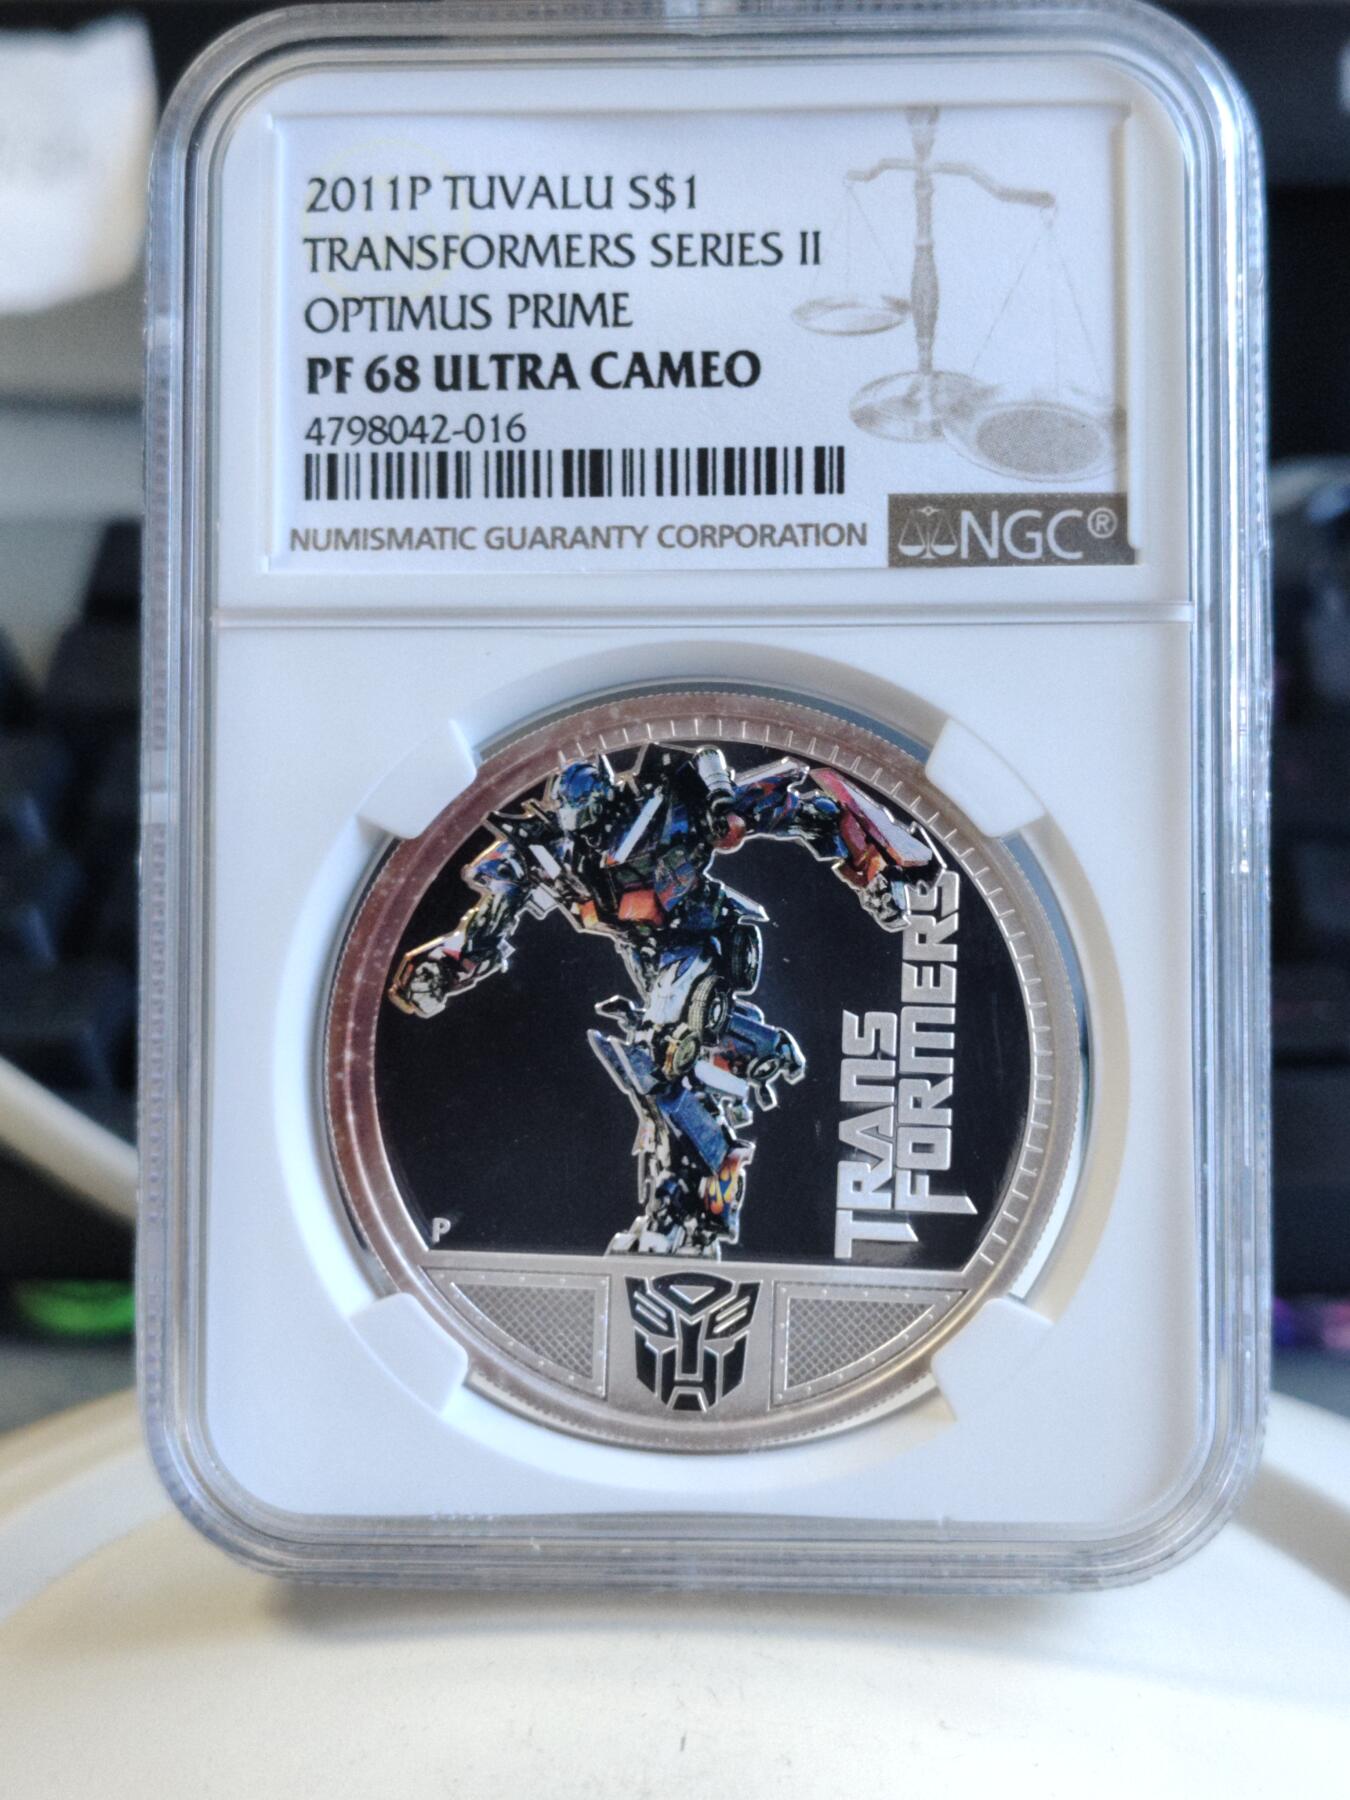 2011P TUVALU S$1
TRANSFORMERS SERIES II
OPTIMUS PRIME
PF 68 ULTRA CAMEO
4798042-016
NUMISMATIC GUARANTY CORPORATION
NGC®
TRANS
FORMERS
P